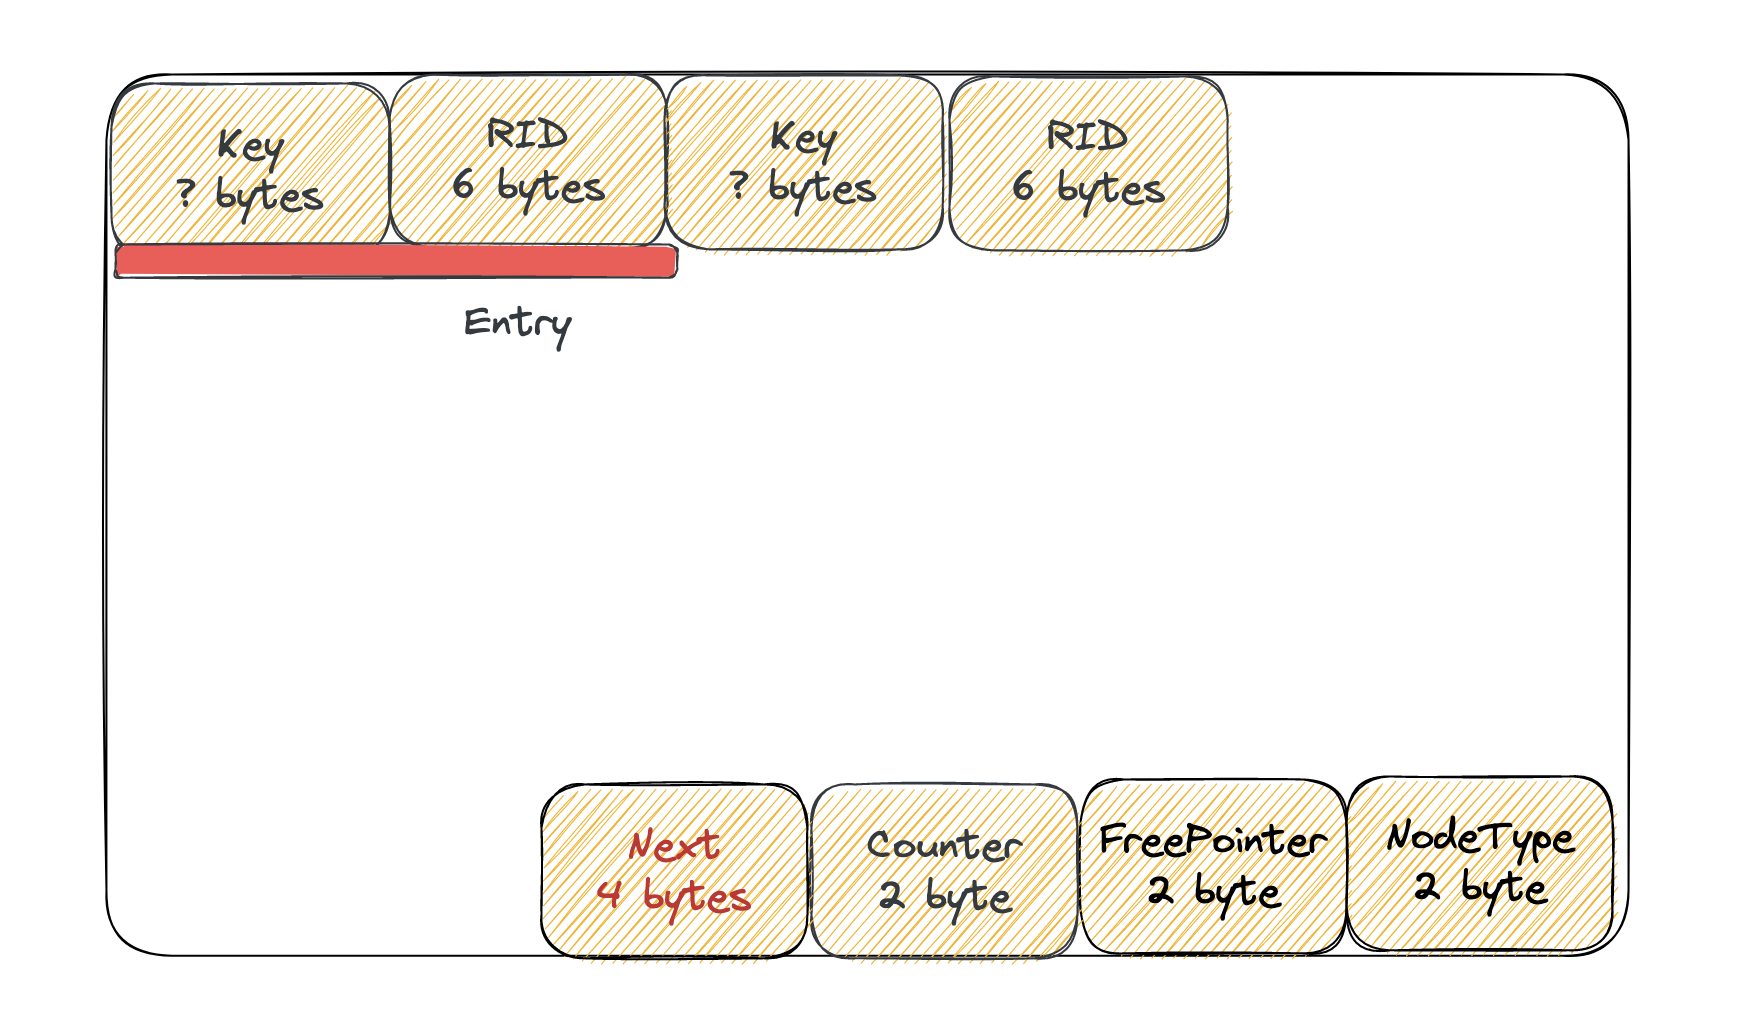 Key
? bytes
RID
6 bytes
Key
? bytes
RID
6 bytes
Entry
Next
4 bytes
Counter
2 byte
FreePointer
2 byte
NodeType
2 byte